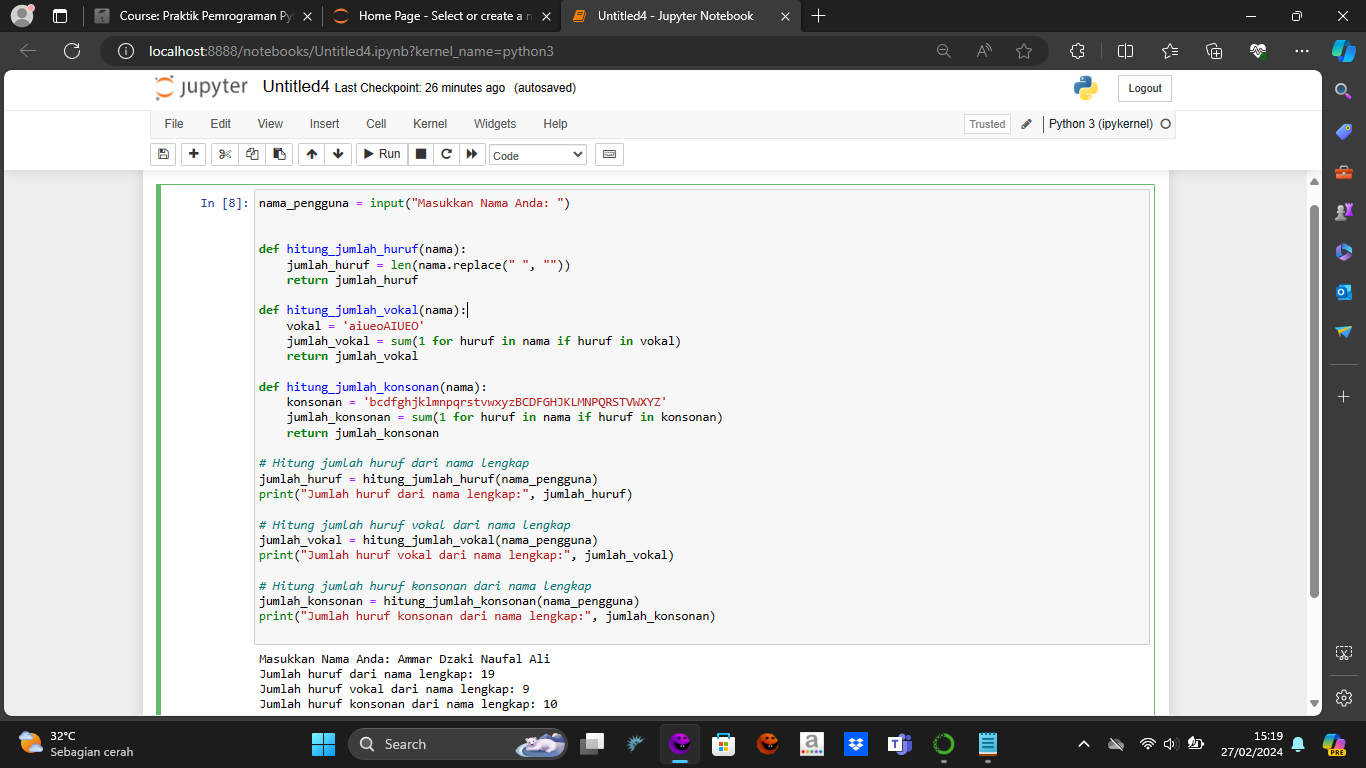 Course: Praktik Pemrograman Py
Home Page - Select or create a n
Untitled4 - Jupyter Notebook
localhost:8888/notebooks/Untitled4.ipynb?kernel_name=python3
jupyter Untitled4 Last Checkpoint: 26 minutes ago (autosaved)
Logout
File Edit View Insert Cell Kernel Widgets Help
Trusted Python 3 (ipykernel)
Run Code
In [8]:
nama_pengguna = input("Masukkan Nama Anda: ")
def hitung_jumlah_huruf(nama):
    jumlah_huruf = len(nama.replace(" ", ""))
    return jumlah_huruf
def hitung_jumlah_vokal(nama):
    vokal = 'aiueoAIUEO'
    jumlah_vokal = sum(1 for huruf in nama if huruf in vokal)
    return jumlah_vokal
def hitung_jumlah_konsonan(nama):
    konsonan = 'bcdfghjklmnpqrstvwxyzBCDFGHJKLMNPQRSTVWXYZ'
    jumlah_konsonan = sum(1 for huruf in nama if huruf in konsonan)
    return jumlah_konsonan
# Hitung jumlah huruf dari nama lengkap
jumlah_huruf = hitung_jumlah_huruf(nama_pengguna)
print("Jumlah huruf dari nama lengkap:", jumlah_huruf)
# Hitung jumlah huruf vokal dari nama lengkap
jumlah_vokal = hitung_jumlah_vokal(nama_pengguna)
print("Jumlah huruf vokal dari nama lengkap:", jumlah_vokal)
# Hitung jumlah huruf konsonan dari nama lengkap
jumlah_konsonan = hitung_jumlah_konsonan(nama_pengguna)
print("Jumlah huruf konsonan dari nama lengkap:", jumlah_konsonan)
Masukkan Nama Anda: Ammar Dzaki Naufal Ali
Jumlah huruf dari nama lengkap: 19
Jumlah huruf vokal dari nama lengkap: 9
Jumlah huruf konsonan dari nama lengkap: 10
32°C
Sebagian cerah
Search
15:19
27/02/2024
PRE